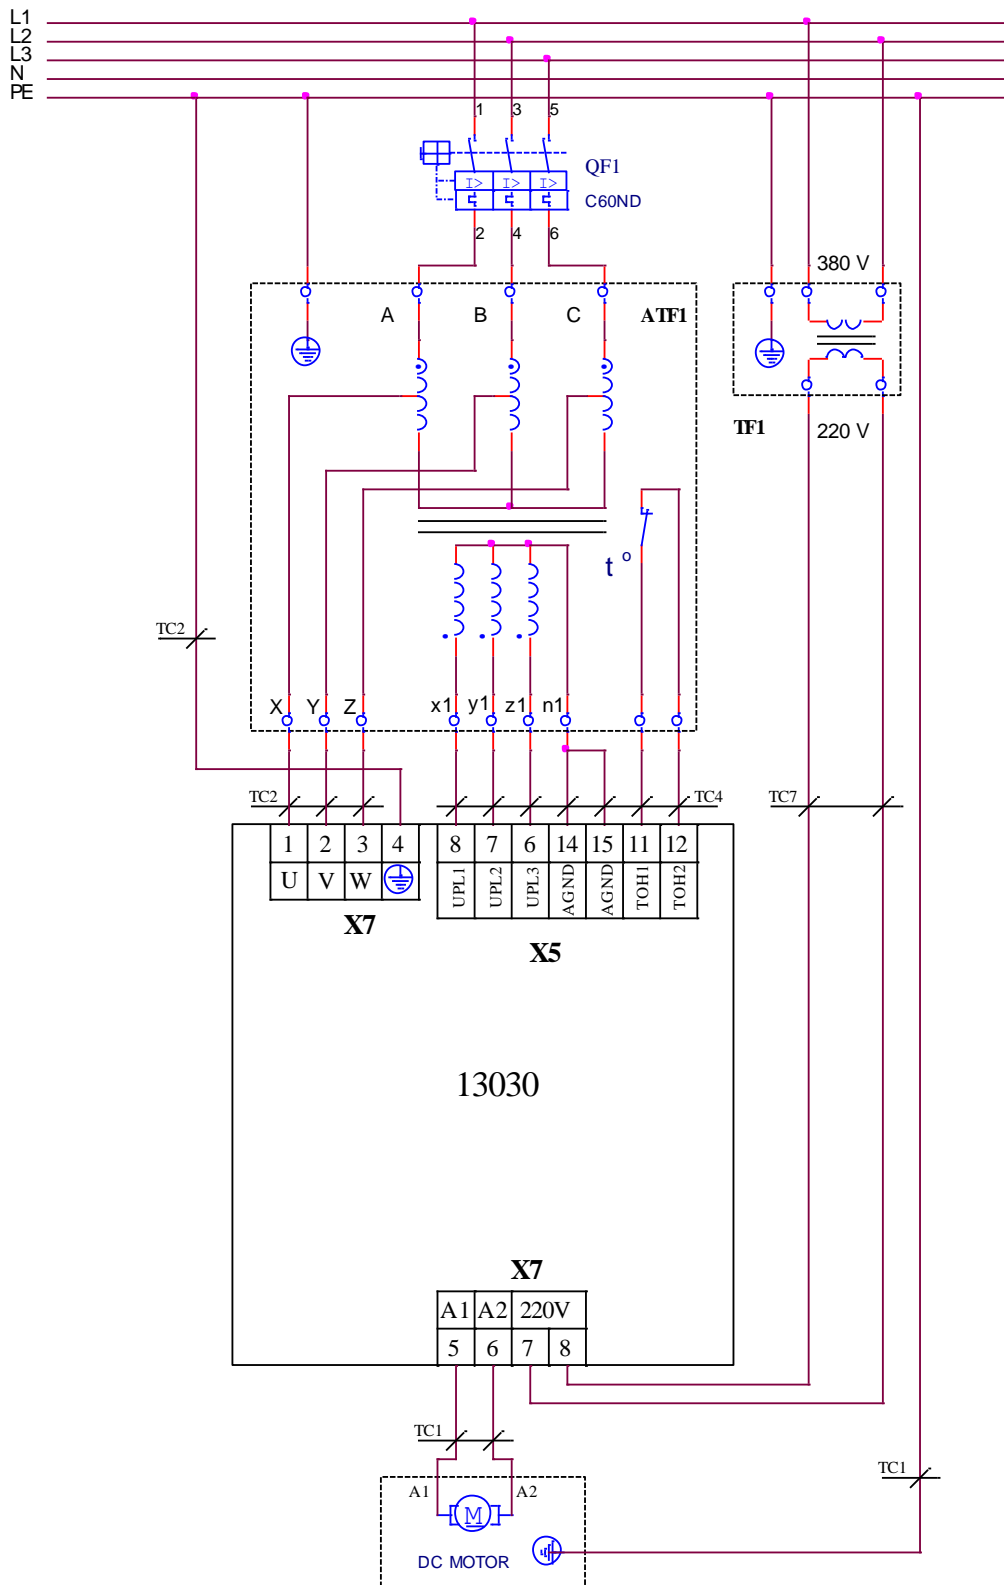 L1
L2
L3
N
PE
1 3 5
QF1
I> I> I>
C60ND
2 4 6
380 V
A B C ATF1
TF1 220 V
t °
TC2
X Y Z x1 y1 z1 n1
TC2 TC4 TC7
1 2 3 4 8 7 6 14 15 11 12
U V W UPL1 UPL2 UPL3 AGND AGND TOH1 TOH2
X7
X5
13030
X7
A1 A2 220V
5 6 7 8
TC1
TC1
A1 A2
M
DC MOTOR